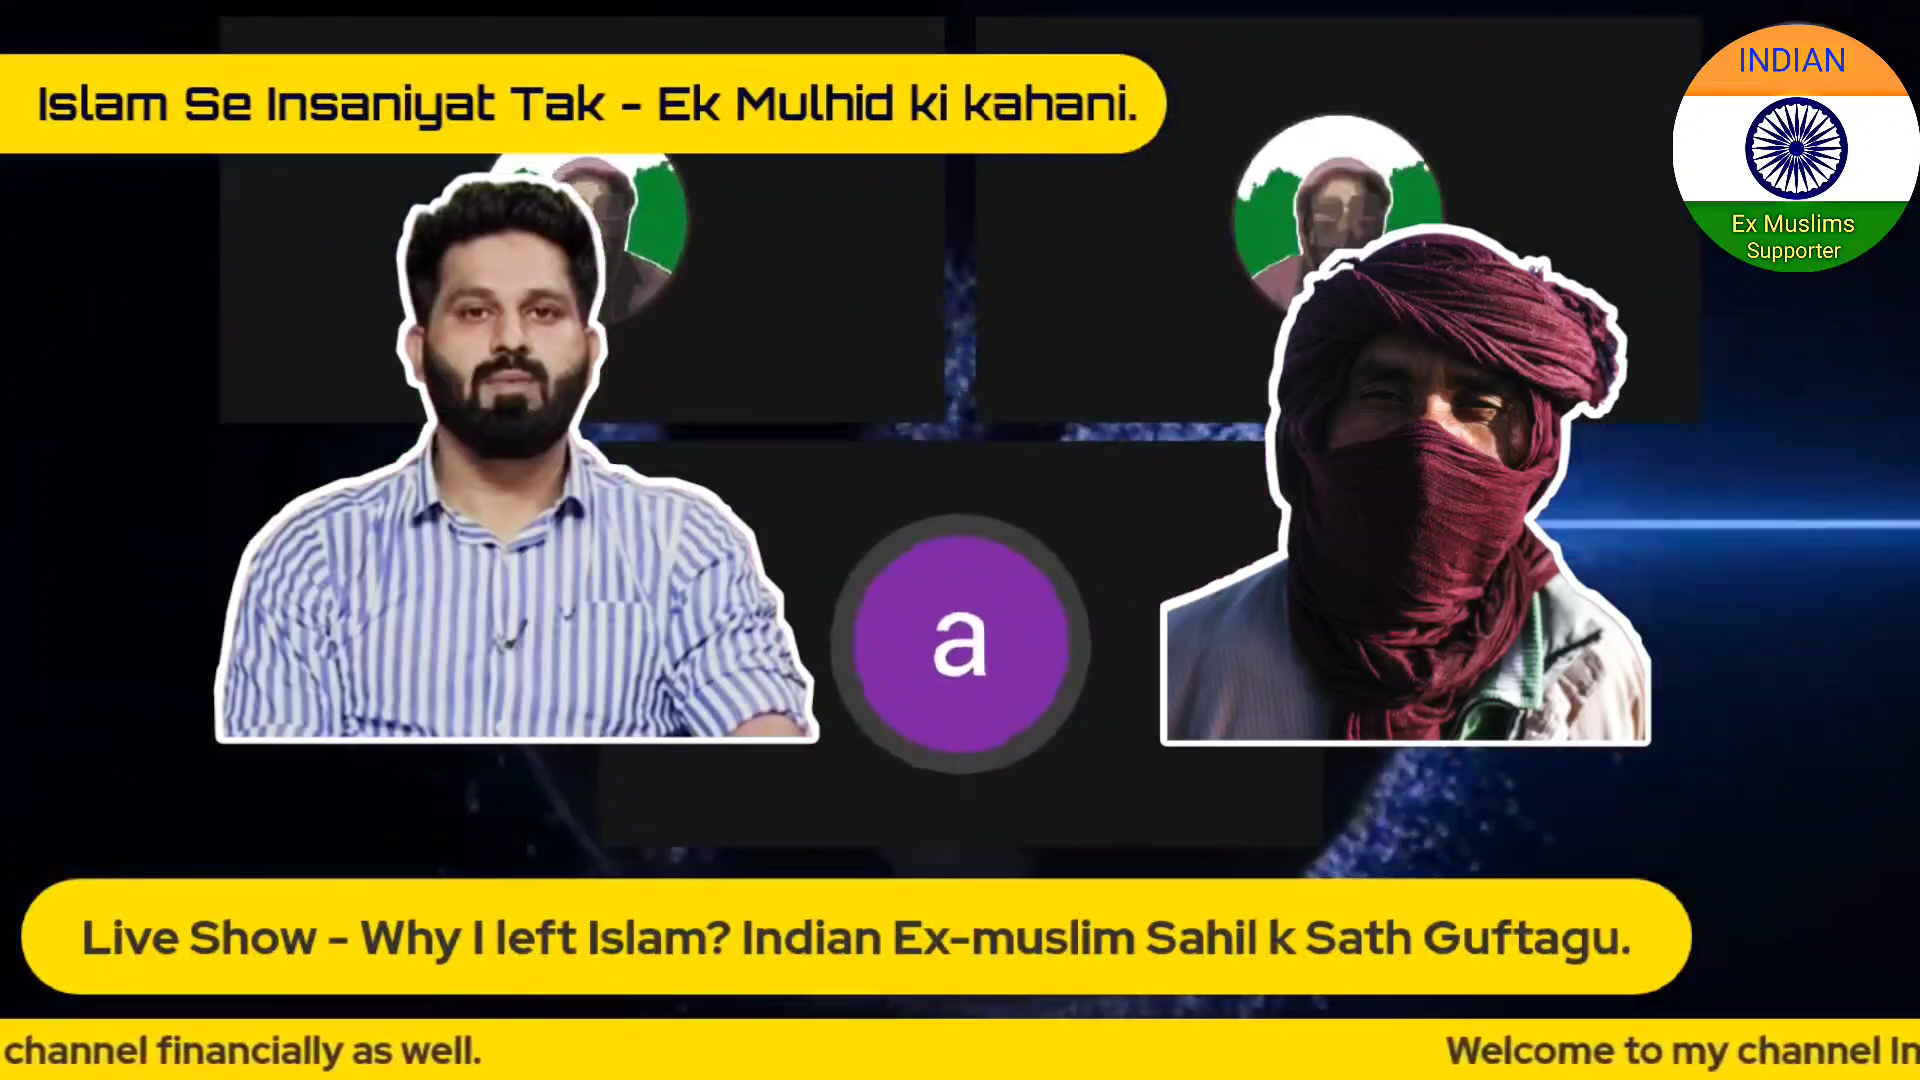 Islam Se Insaniyat Tak - Ek Mulhid ki kahani.
INDIAN
Ex Muslims
Supporter
a
Live Show - Why I left Islam? Indian Ex-muslim Sahil k Sath Guftagu.
channel financially as well.
Welcome to my channel In